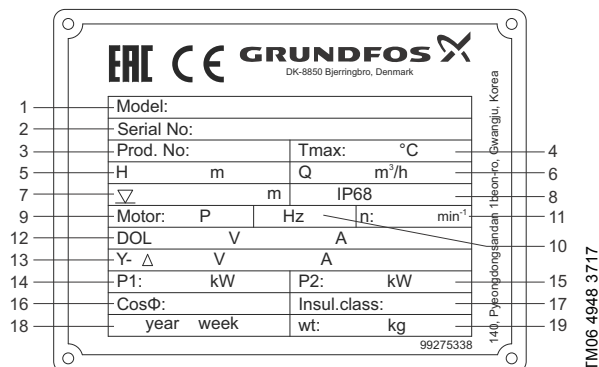 EAC CE GRUNDFOS
DK-8850 Bjerringbro, Denmark
1 Model:
2 Serial No:
3 Prod. No: Tmax: °C 4
5 H m Q m³/h 6
7 m IP68 8
9 Motor: P Hz n: min⁻¹ 11
10
12 DOL V A
13 Y- Δ V A
14 P1: kW P2: kW 15
16 CosΦ: Insul.class: 17
18 year week wt: kg 19
99275338
140, Pyeongdongsandan 1beon-ro, Gwangju, Korea
TM06 4948 3717